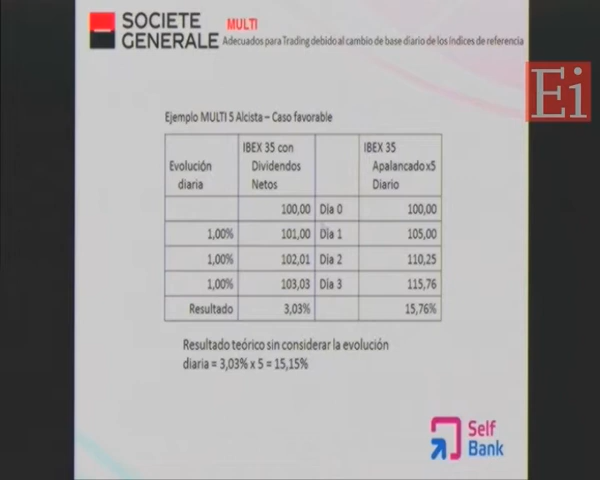 SOCIETE
GENERALE
MULTI
Adecuados para Trading debido al cambio de base diario de los índices de referencia
Ei
Ejemplo MULTI 5 Alcista – Caso favorable
Evolución diaria | IBEX 35 con Dividendos Netos | | IBEX 35 Apalancado x5 Diario
100,00 Día 0 100,00
1,00% 101,00 Día 1 105,00
1,00% 102,01 Día 2 110,25
1,00% 103,03 Día 3 115,76
Resultado 3,03% 15,76%
Resultado teórico sin considerar la evolución
diaria = 3,03% x 5 = 15,15%
Self
Bank